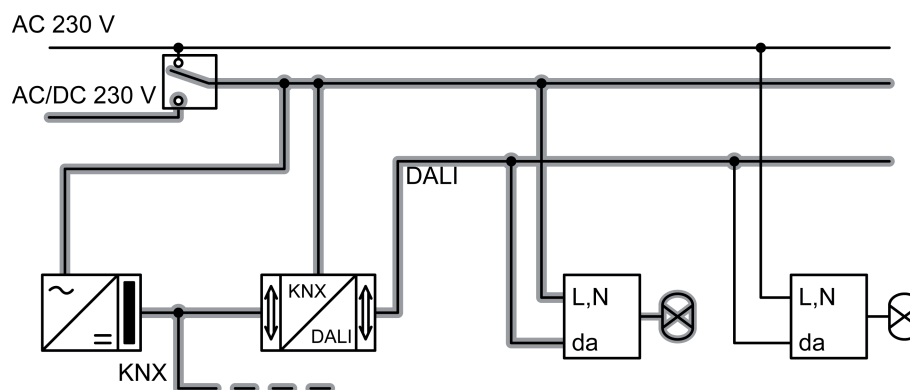 AC 230 V
AC/DC 230 V
DALI
KNX
DALI
L,N
da
L,N
da
KNX